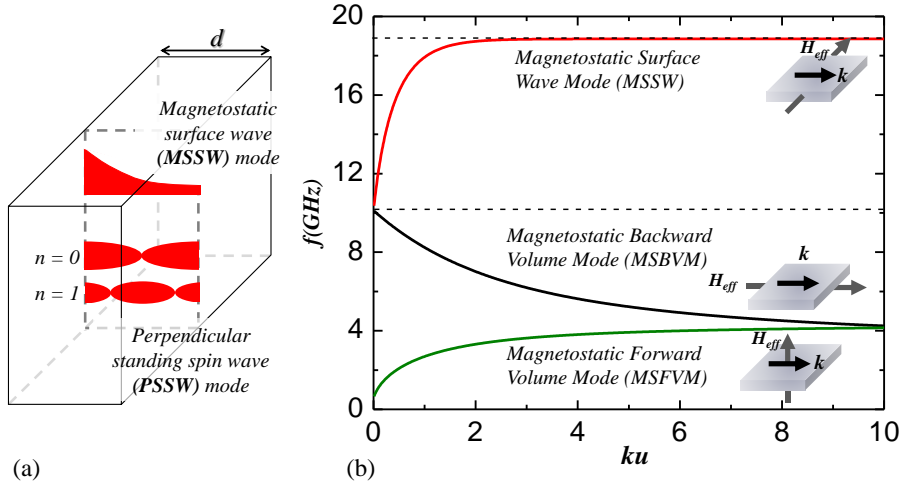 d
Magnetostatic
surface wave
(MSSW) mode
n = 0
n = 1
Perpendicular
standing spin wave
(PSSW) mode
(a)
f(GHz)
20
16
12
8
4
0
Magnetostatic Surface
Wave Mode (MSSW)
H_eff
k
Magnetostatic Backward
Volume Mode (MSBVM)
k
H_eff
Magnetostatic Forward
Volume Mode (MSFVM)
H_eff
k
0 2 4 6 8 10
ku
(b)